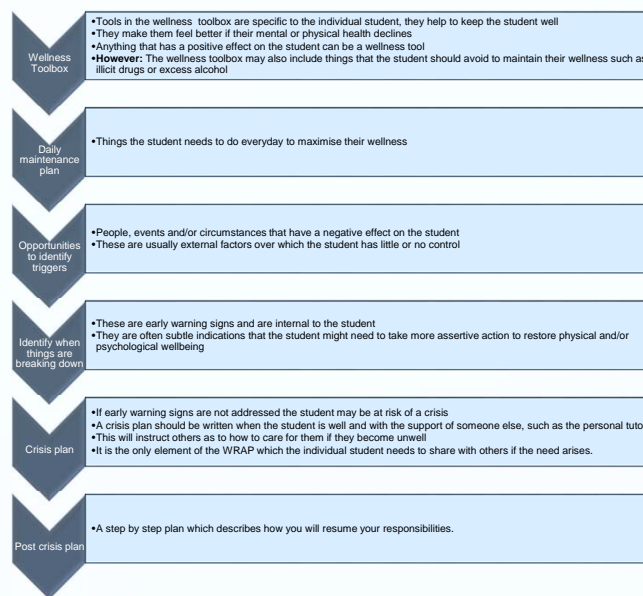 Wellness
Toolbox
•Tools in the wellness toolbox are specific to the individual student, they help to keep the student well
•They make them feel better if their mental or physical health declines
•Anything that has a positive effect on the student can be a wellness tool
•However: The wellness toolbox may also include things that the student should avoid to maintain their wellness such as
illicit drugs or excess alcohol
Daily
maintenance
plan
•Things the student needs to do everyday to maximise their wellness
Opportunities
to identify
triggers
•People, events and/or circumstances that have a negative effect on the student
•These are usually external factors over which the student has little or no control
Identify when
things are
breaking down
•These are early warning signs and are internal to the student
•They are often subtle indications that the student might need to take more assertive action to restore physical and/or
psychological wellbeing
Crisis plan
•If early warning signs are not addressed the student may be at risk of a crisis
•A crisis plan should be written when the student is well and with the support of someone else, such as the personal tuto
•This will instruct others as to how to care for them if they become unwell
•It is the only element of the WRAP which the individual student needs to share with others if the need arises.
Post crisis plan
•A step by step plan which describes how you will resume your responsibilities.